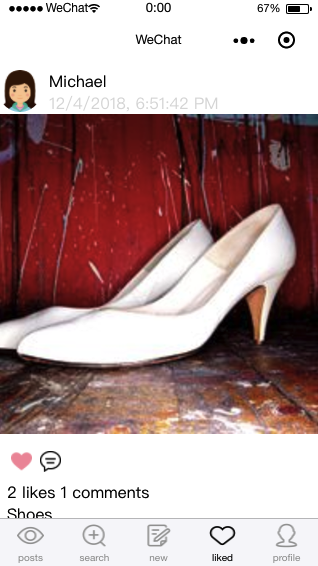 WeChat 0:00 67%
WeChat
Michael
12/4/2018, 6:51:42 PM
2 likes 1 comments
Shoes
posts search new liked profile